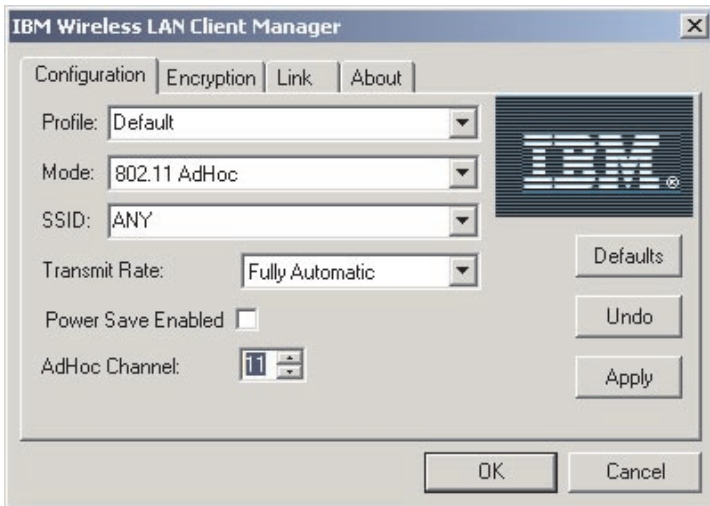 IBM Wireless LAN Client Manager
Configuration Encryption Link About
Profile: Default
IBM®
Mode: 802.11 AdHoc
SSID: ANY
Transmit Rate: Fully Automatic
Defaults
Power Save Enabled
Undo
AdHoc Channel: 11
Apply
OK Cancel